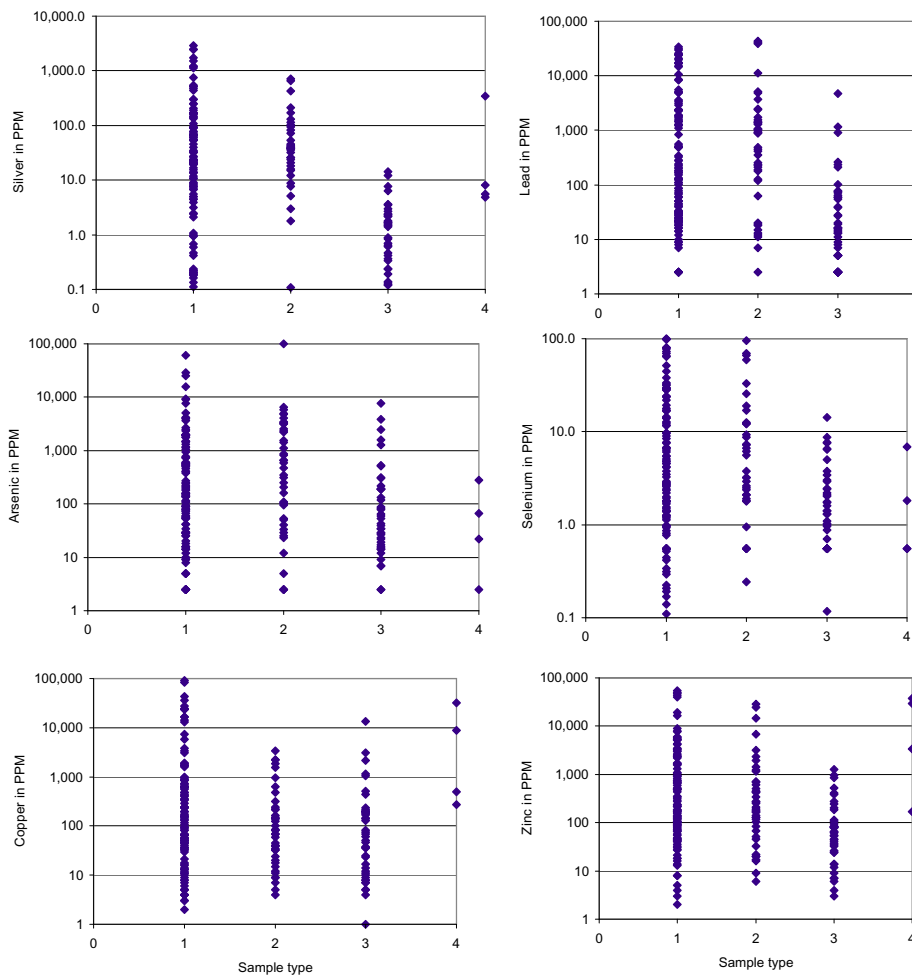 Silver in PPM
10,000.0
1,000.0
100.0
10.0
1.0
0.1
0 1 2 3 4
Lead in PPM
100,000
10,000
1,000
100
10
1
0 1 2 3
Arsenic in PPM
100,000
10,000
1,000
100
10
1
0 1 2 3 4
Selenium in PPM
100.0
10.0
1.0
0.1
0 1 2 3 4
Copper in PPM
100,000
10,000
1,000
100
10
1
0 1 2 3 4
Sample type
Zinc in PPM
100,000
10,000
1,000
100
10
1
0 1 2 3 4
Sample type